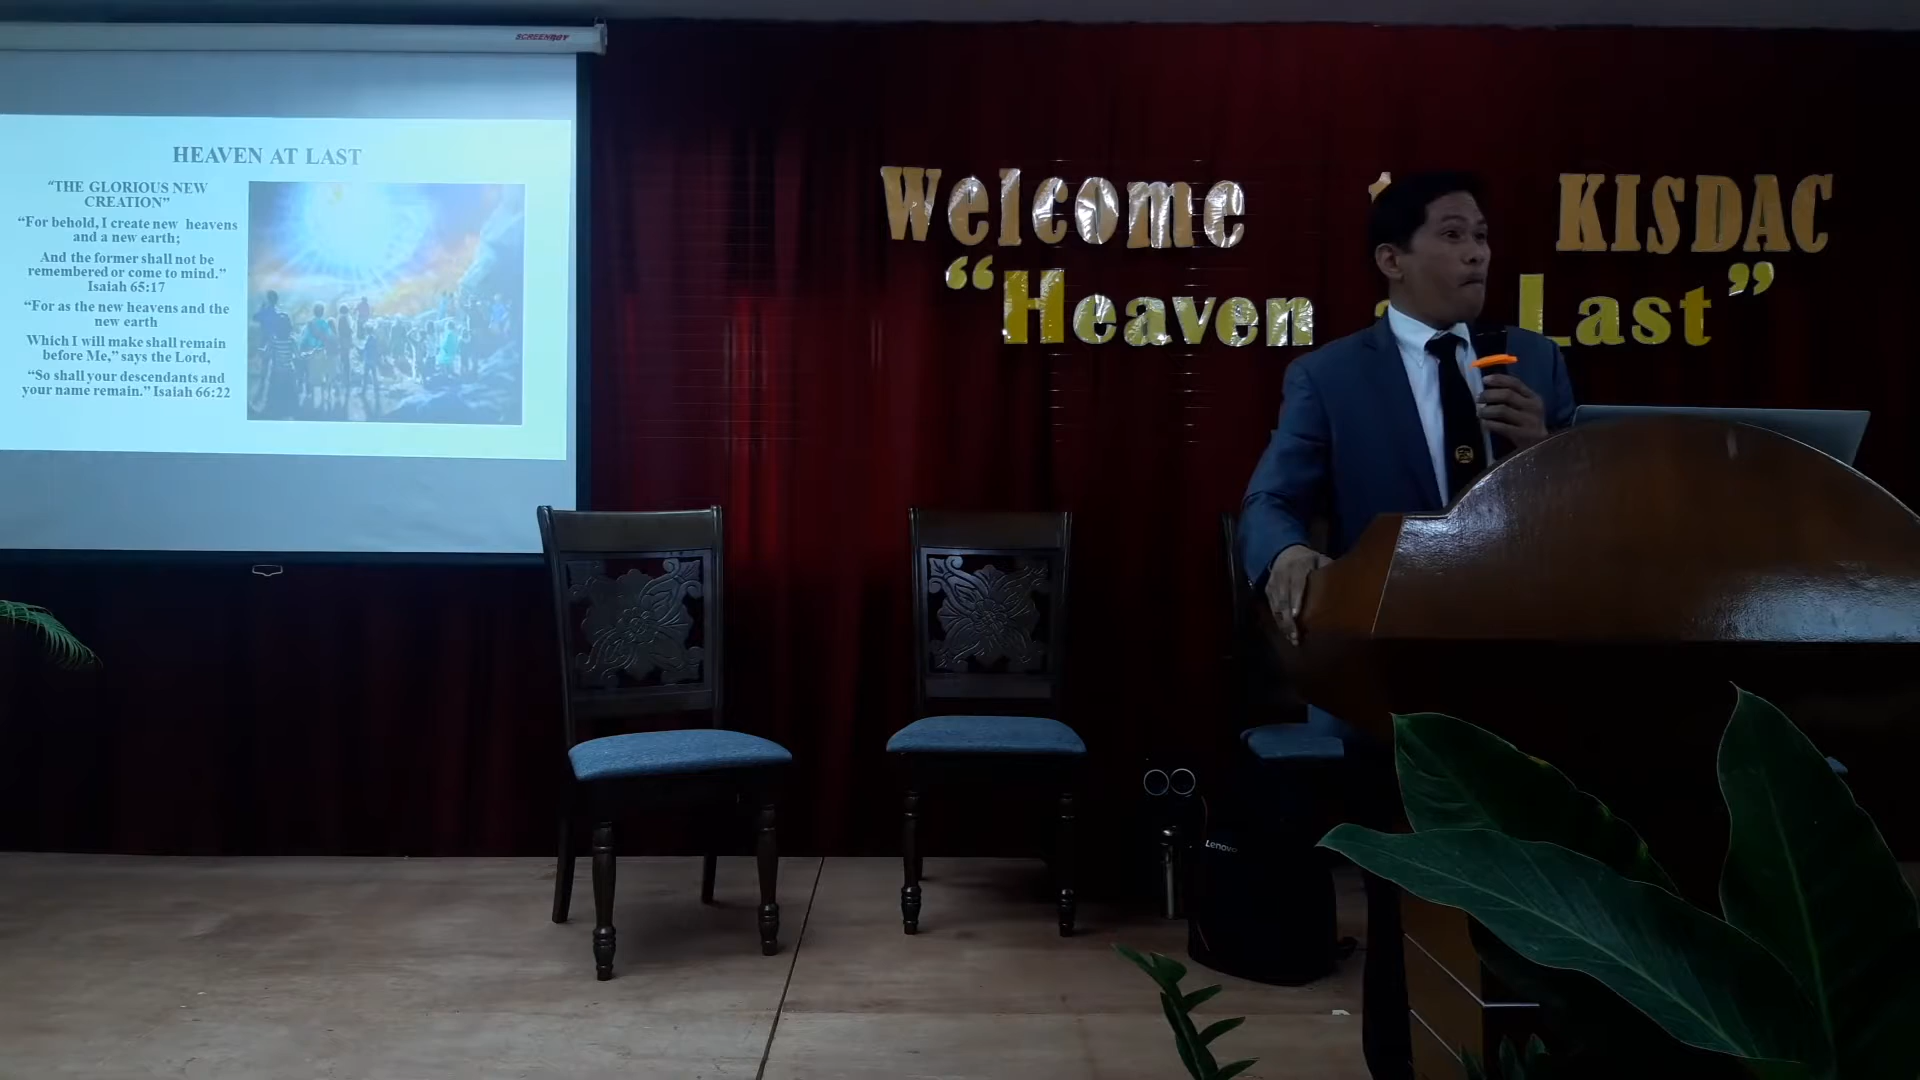 SCREENBOY
HEAVEN AT LAST
“THE GLORIOUS NEW
CREATION”
“For behold, I create new heavens
and a new earth;
And the former shall not be
remembered or come to mind.”
Isaiah 65:17
“For as the new heavens and the
new earth
Which I will make shall remain
before Me,” says the Lord,
“So shall your descendants and
your name remain.” Isaiah 66:22
Welcome KISDAC
“Heaven Last”
Lenovo